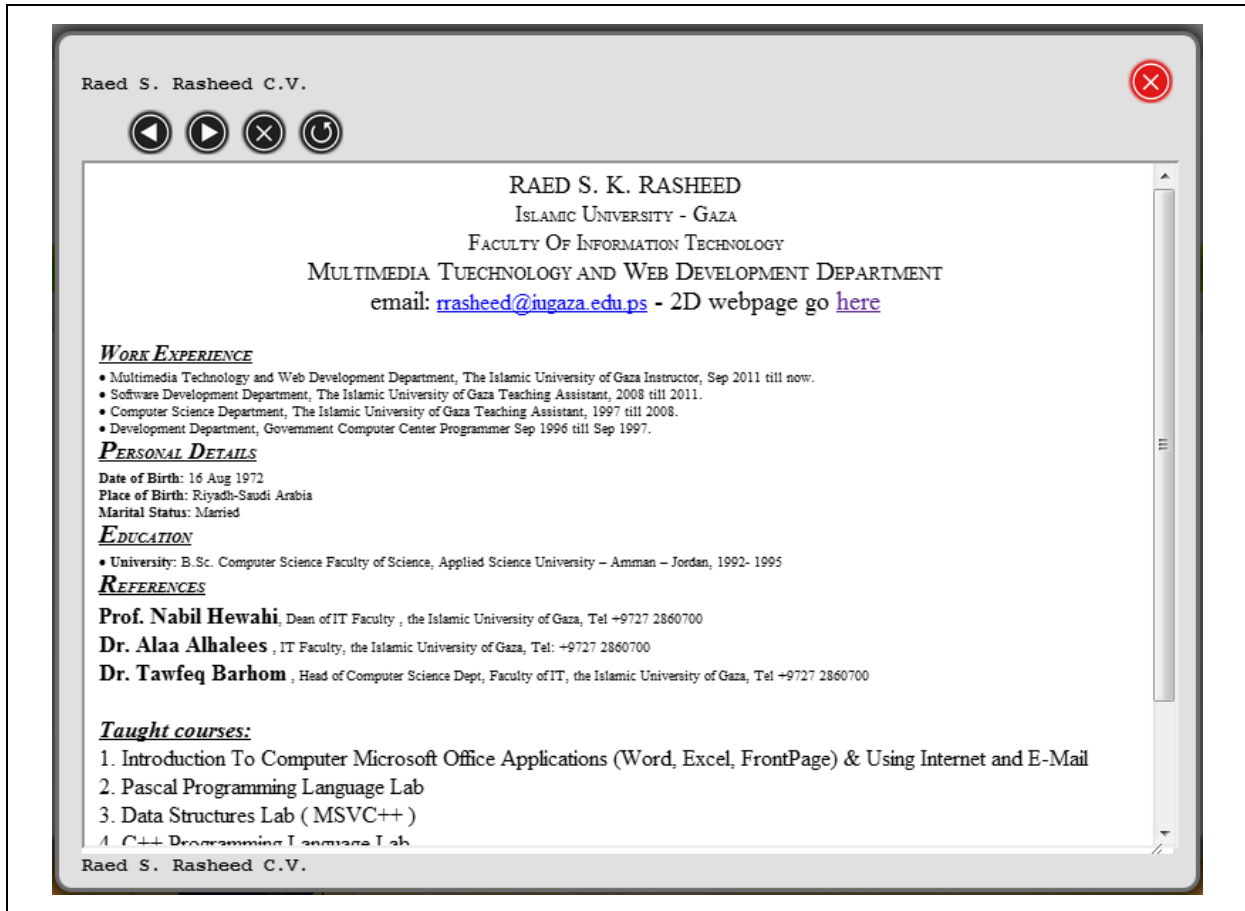 Raed S. Rasheed C.V.
RAED S. K. RASHEED
ISLAMIC UNIVERSITY - GAZA
FACULTY OF INFORMATION TECHNOLOGY
MULTIMEDIA TUECHNOLOGY AND WEB DEVELOPMENT DEPARTMENT
email: rrasheed@iugaza.edu.ps - 2D webpage go here
WORK EXPERIENCE
• Multimedia Technology and Web Development Department, The Islamic University of Gaza Instructor, Sep 2011 till now.
• Software Development Department, The Islamic University of Gaza Teaching Assistant, 2008 till 2011.
• Computer Science Department, The Islamic University of Gaza Teaching Assistant, 1997 till 2008.
• Development Department, Government Computer Center Programmer Sep 1996 till Sep 1997.
PERSONAL DETAILS
Date of Birth: 16 Aug 1972
Place of Birth: Riyadh-Saudi Arabia
Marital Status: Married
EDUCATION
• University: B.Sc. Computer Science Faculty of Science, Applied Science University – Amman – Jordan, 1992- 1995
REFERENCES
Prof. Nabil Hewahi, Dean of IT Faculty , the Islamic University of Gaza, Tel +9727 2860700
Dr. Alaa Alhalees , IT Faculty, the Islamic University of Gaza, Tel: +9727 2860700
Dr. Tawfeq Barhom , Head of Computer Science Dept, Faculty of IT, the Islamic University of Gaza, Tel +9727 2860700
Taught courses:
1. Introduction To Computer Microsoft Office Applications (Word, Excel, FrontPage) & Using Internet and E-Mail
2. Pascal Programming Language Lab
3. Data Structures Lab ( MSVC++ )
4. C++ Programming Language Lab
Raed S. Rasheed C.V.